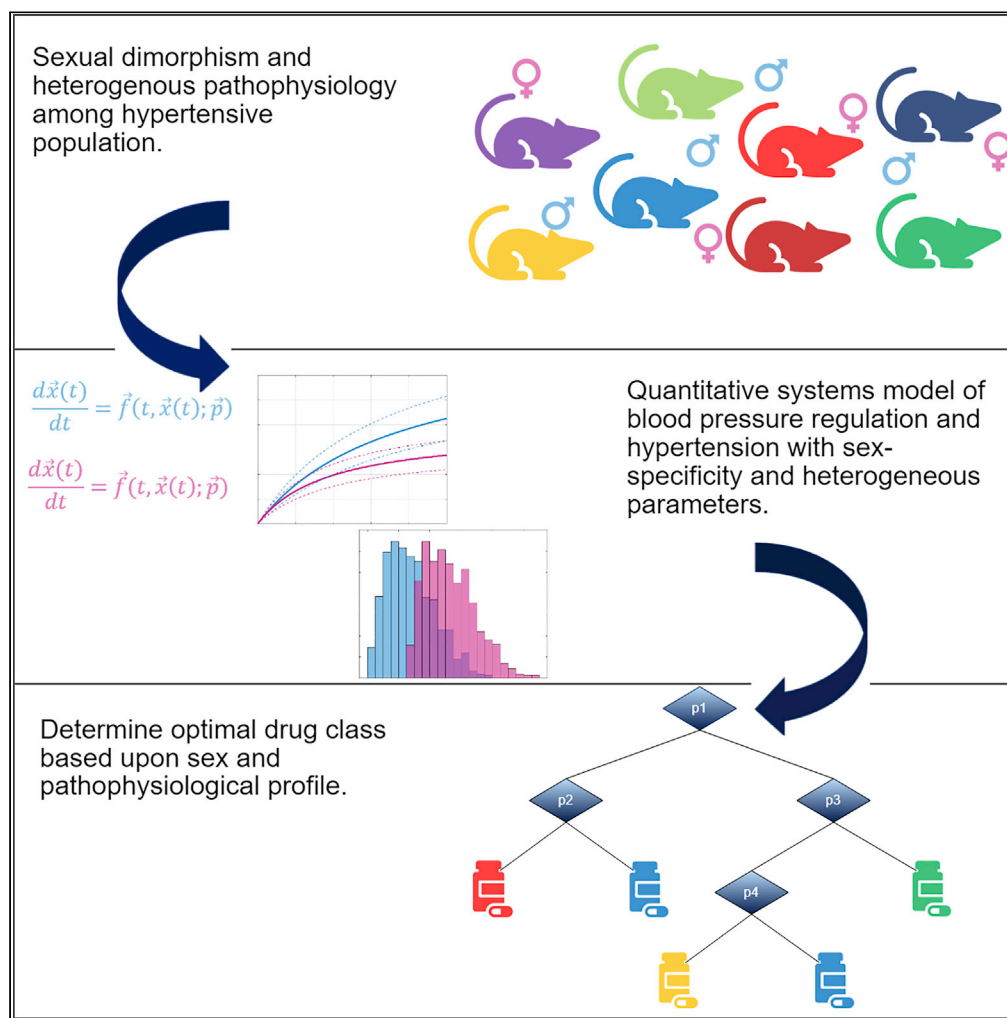 Sexual dimorphism and
heterogenous pathophysiology
among hypertensive
population.
♀ ♂ ♀ ♀ ♂ ♂ ♂ ♀
dx⃗(t)/dt = f⃗(t, x⃗(t); p⃗)
dx⃗(t)/dt = f⃗(t, x⃗(t); p⃗)
Quantitative systems model of
blood pressure regulation and
hypertension with sex-
specificity and heterogeneous
parameters.
Determine optimal drug class
based upon sex and
pathophysiological profile.
p1
p2
p3
p4